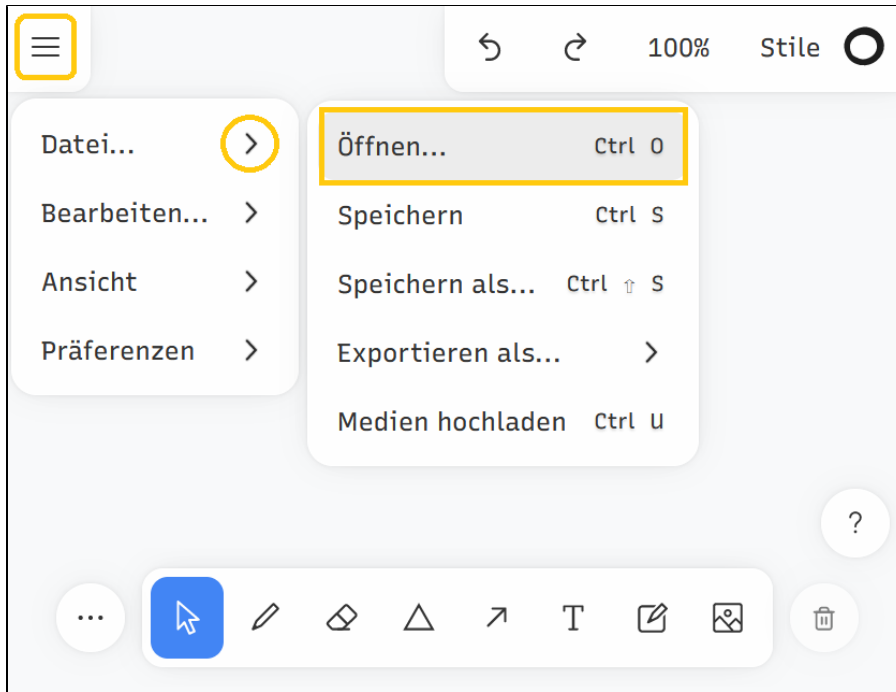 100% Stile
Datei...
Bearbeiten...
Ansicht
Präferenzen
Öffnen... Ctrl O
Speichern Ctrl S
Speichern als... Ctrl ⇧ S
Exportieren als...
Medien hochladen Ctrl U
?
T